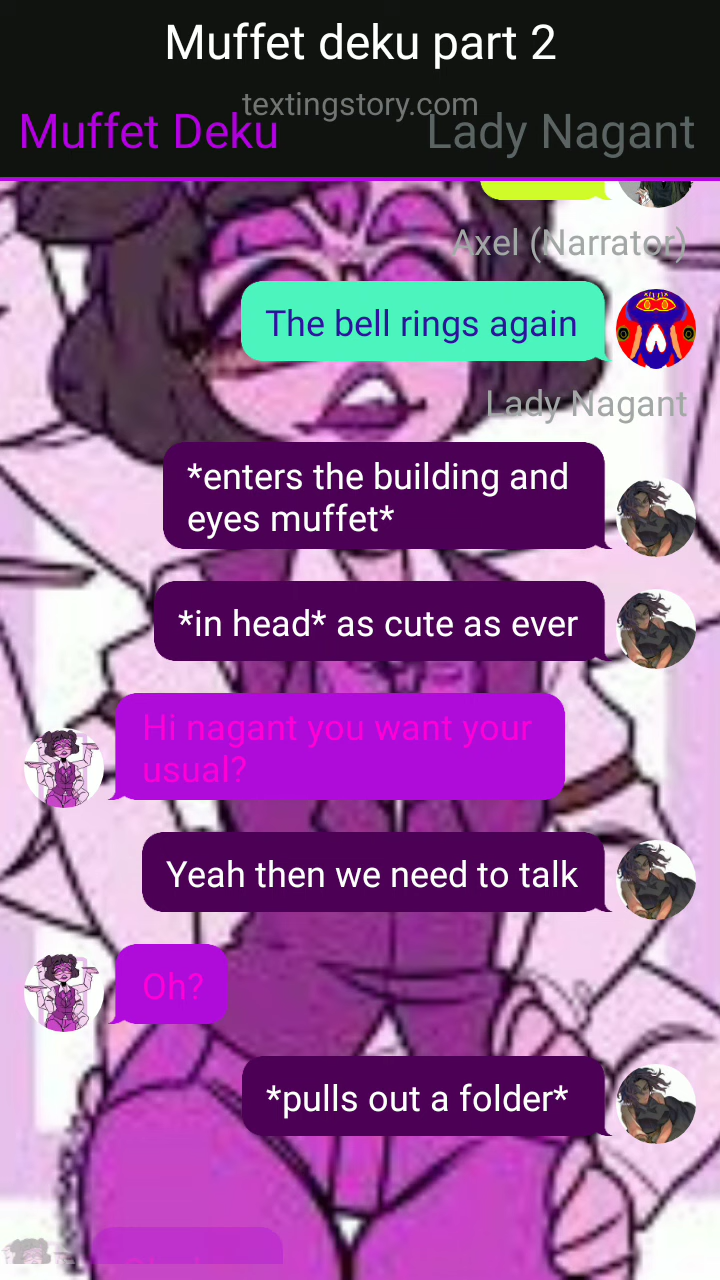 Muffet deku part 2
textingstory.com
Muffet Deku
Lady Nagant
Axel (Narrator)
The bell rings again
Lady Nagant
*enters the building and
eyes muffet*
*in head* as cute as ever
Hi nagant you want your
usual?
Yeah then we need to talk
Oh?
*pulls out a folder*